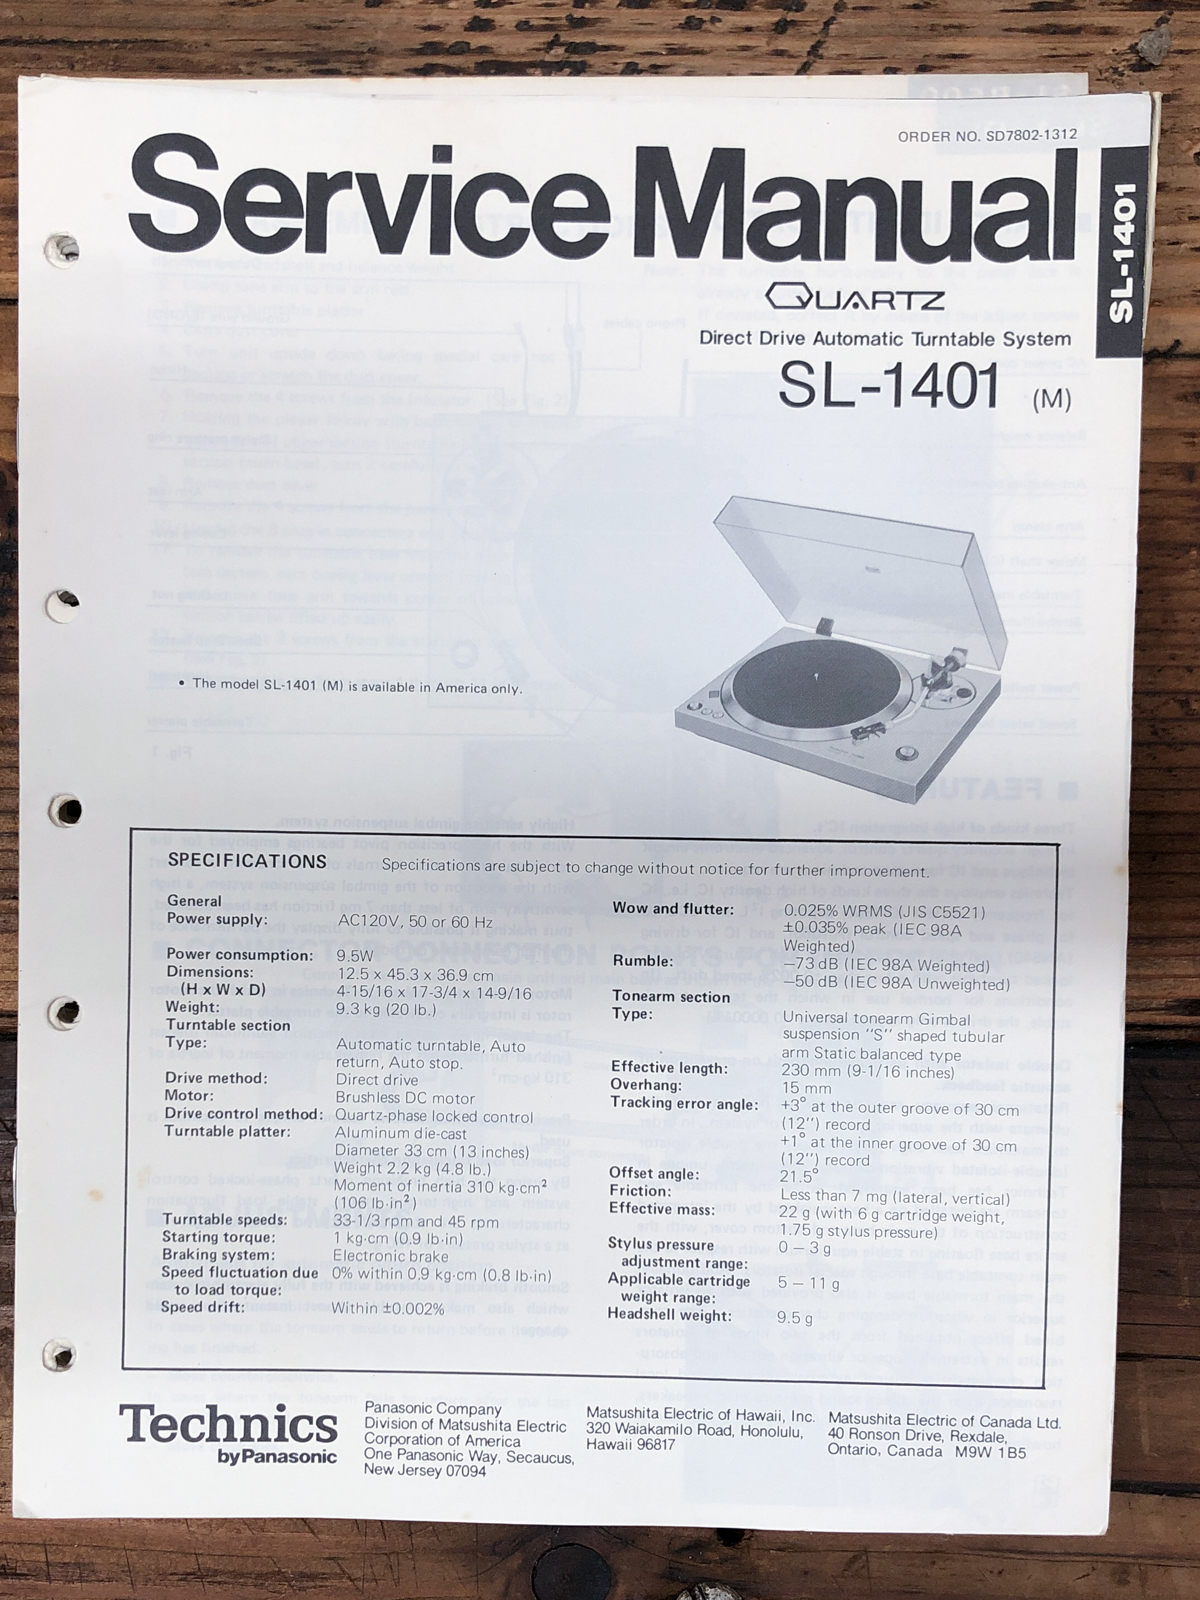 ORDER NO. SD7802-1312
Service Manual
SL-1401
QUARTZ
Direct Drive Automatic Turntable System
SL-1401 (M)
• The model SL-1401 (M) is available in America only.
SPECIFICATIONS Specifications are subject to change without notice for further improvement.
General
Power supply: AC120V, 50 or 60 Hz
Power consumption: 9.5W
Dimensions: 12.5 x 45.3 x 36.9 cm
(H x W x D) 4-15/16 x 17-3/4 x 14-9/16
Weight: 9.3 kg (20 lb.)
Turntable section
Type: Automatic turntable, Auto
return, Auto stop.
Drive method: Direct drive
Motor: Brushless DC motor
Drive control method: Quartz-phase locked control
Turntable platter: Aluminum die-cast
Diameter 33 cm (13 inches)
Weight 2.2 kg (4.8 lb.)
Moment of inertia 310 kg·cm²
(106 lb·in²)
Turntable speeds: 33-1/3 rpm and 45 rpm
Starting torque: 1 kg·cm (0.9 lb·in)
Braking system: Electronic brake
Speed fluctuation due 0% within 0.9 kg·cm (0.8 lb·in)
to load torque:
Speed drift: Within ±0.002%
Wow and flutter: 0.025% WRMS (JIS C5521)
±0.035% peak (IEC 98A
Weighted)
Rumble: –73 dB (IEC 98A Weighted)
–50 dB (IEC 98A Unweighted)
Tonearm section
Type: Universal tonearm Gimbal
suspension "S" shaped tubular
arm Static balanced type
Effective length: 230 mm (9-1/16 inches)
Overhang: 15 mm
Tracking error angle: +3° at the outer groove of 30 cm
(12") record
+1° at the inner groove of 30 cm
(12") record
Offset angle: 21.5°
Friction: Less than 7 mg (lateral, vertical)
Effective mass: 22 g (with 6 g cartridge weight,
1.75 g stylus pressure)
Stylus pressure 0 – 3 g
adjustment range:
Applicable cartridge 5 – 11 g
weight range:
Headshell weight: 9.5 g
Technics
by Panasonic
Panasonic Company
Division of Matsushita Electric
Corporation of America
One Panasonic Way, Secaucus,
New Jersey 07094
Matsushita Electric of Hawaii, Inc.
320 Waiakamilo Road, Honolulu,
Hawaii 96817
Matsushita Electric of Canada Ltd.
40 Ronson Drive, Rexdale,
Ontario, Canada M9W 1B5